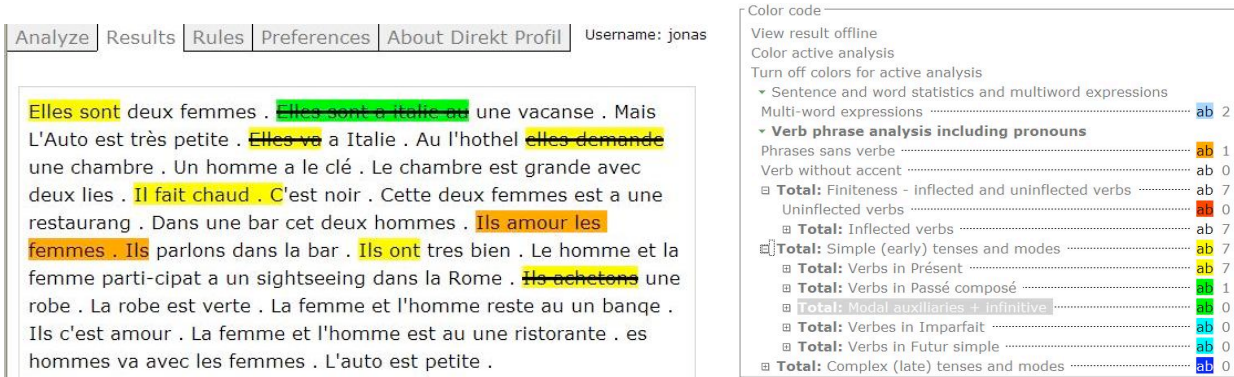 Analyze Results Rules Preferences About Direkt Profil Username: jonas
Elles sont deux femmes . Elles sont a italie au une vacanse . Mais
L'Auto est très petite . Elles va a Italie . Au l'hothel elles demande
une chambre . Un homme a le clé . Le chambre est grande avec
deux lies . Il fait chaud . C'est noir . Cette deux femmes est a une
restaurang . Dans une bar cet deux hommes . Ils amour les
femmes . Ils parlons dans la bar . Ils ont tres bien . Le homme et la
femme parti-cipat a un sightseeing dans la Rome . Ils achetons une
robe . La robe est verte . La femme et l'homme reste au un banqe .
Ils c'est amour . La femme et l'homme est au une ristorante . es
hommes va avec les femmes . L'auto est petite .
Color code
View result offline
Color active analysis
Turn off colors for active analysis
Sentence and word statistics and multiword expressions
Multi-word expressions ab 2
Verb phrase analysis including pronouns
Phrases sans verbe ab 1
Verb without accent ab 0
Total: Finiteness - inflected and uninflected verbs ab 7
Uninflected verbs ab 0
Total: Inflected verbs ab 7
Total: Simple (early) tenses and modes ab 7
Total: Verbs in Présent ab 7
Total: Verbs in Passé composé ab 1
Total: Modal auxiliaries + infinitive ab 0
Total: Verbes in Imparfait ab 0
Total: Verbs in Futur simple ab 0
Total: Complex (late) tenses and modes ab 0